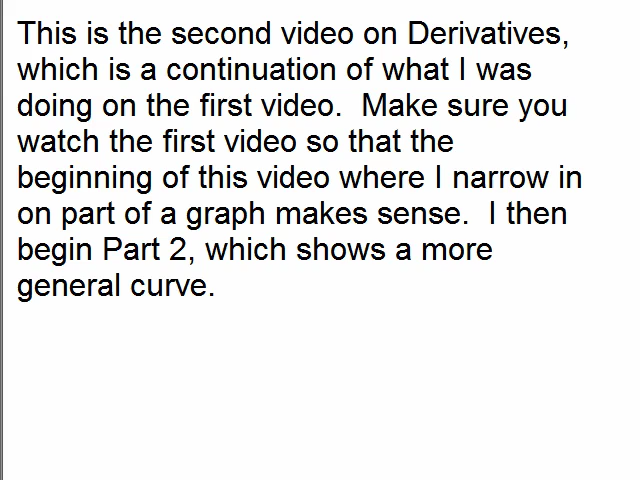 This is the second video on Derivatives,
which is a continuation of what I was
doing on the first video.  Make sure you
watch the first video so that the
beginning of this video where I narrow in
on part of a graph makes sense.  I then
begin Part 2, which shows a more
general curve.